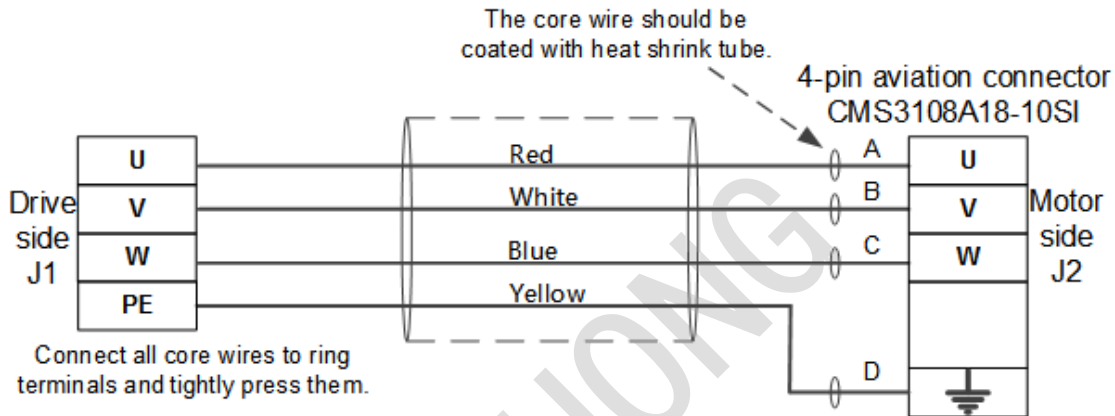 The core wire should be
coated with heat shrink tube.
4-pin aviation connector
CMS3108A18-10SI
U
Red
A
U
Drive
side
J1
V
White
B
V
Motor
side
J2
W
Blue
C
W
PE
Yellow
Connect all core wires to ring
terminals and tightly press them.
D